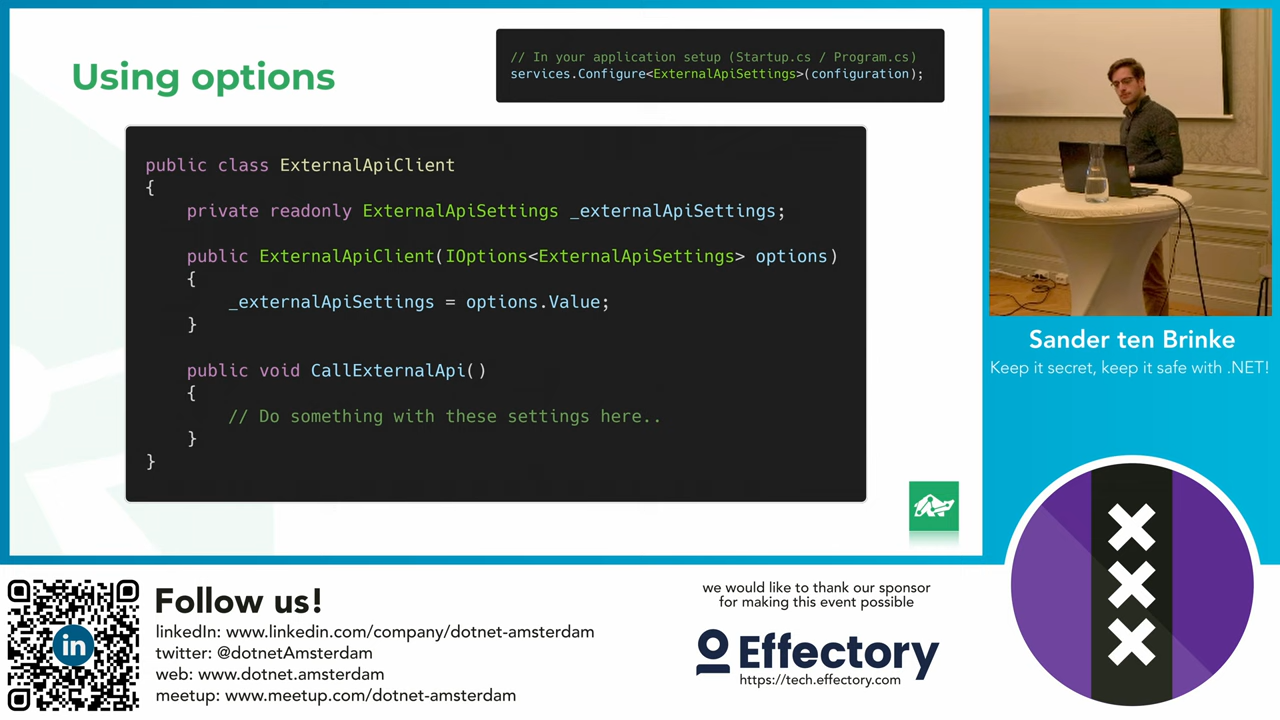 Using options
// In your application setup (Startup.cs / Program.cs)
services.Configure<ExternalApiSettings>(configuration);
public class ExternalApiClient
{
    private readonly ExternalApiSettings _externalApiSettings;
    public ExternalApiClient(IOptions<ExternalApiSettings> options)
    {
        _externalApiSettings = options.Value;
    }
    public void CallExternalApi()
    {
        // Do something with these settings here..
    }
}
Sander ten Brinke
Keep it secret, keep it safe with .NET!
in
Follow us!
linkedIn: www.linkedin.com/company/dotnet-amsterdam
twitter: @dotnetAmsterdam
web: www.dotnet.amsterdam
meetup: www.meetup.com/dotnet-amsterdam
we would like to thank our sponsor
for making this event possible
Effectory
https://tech.effectory.com